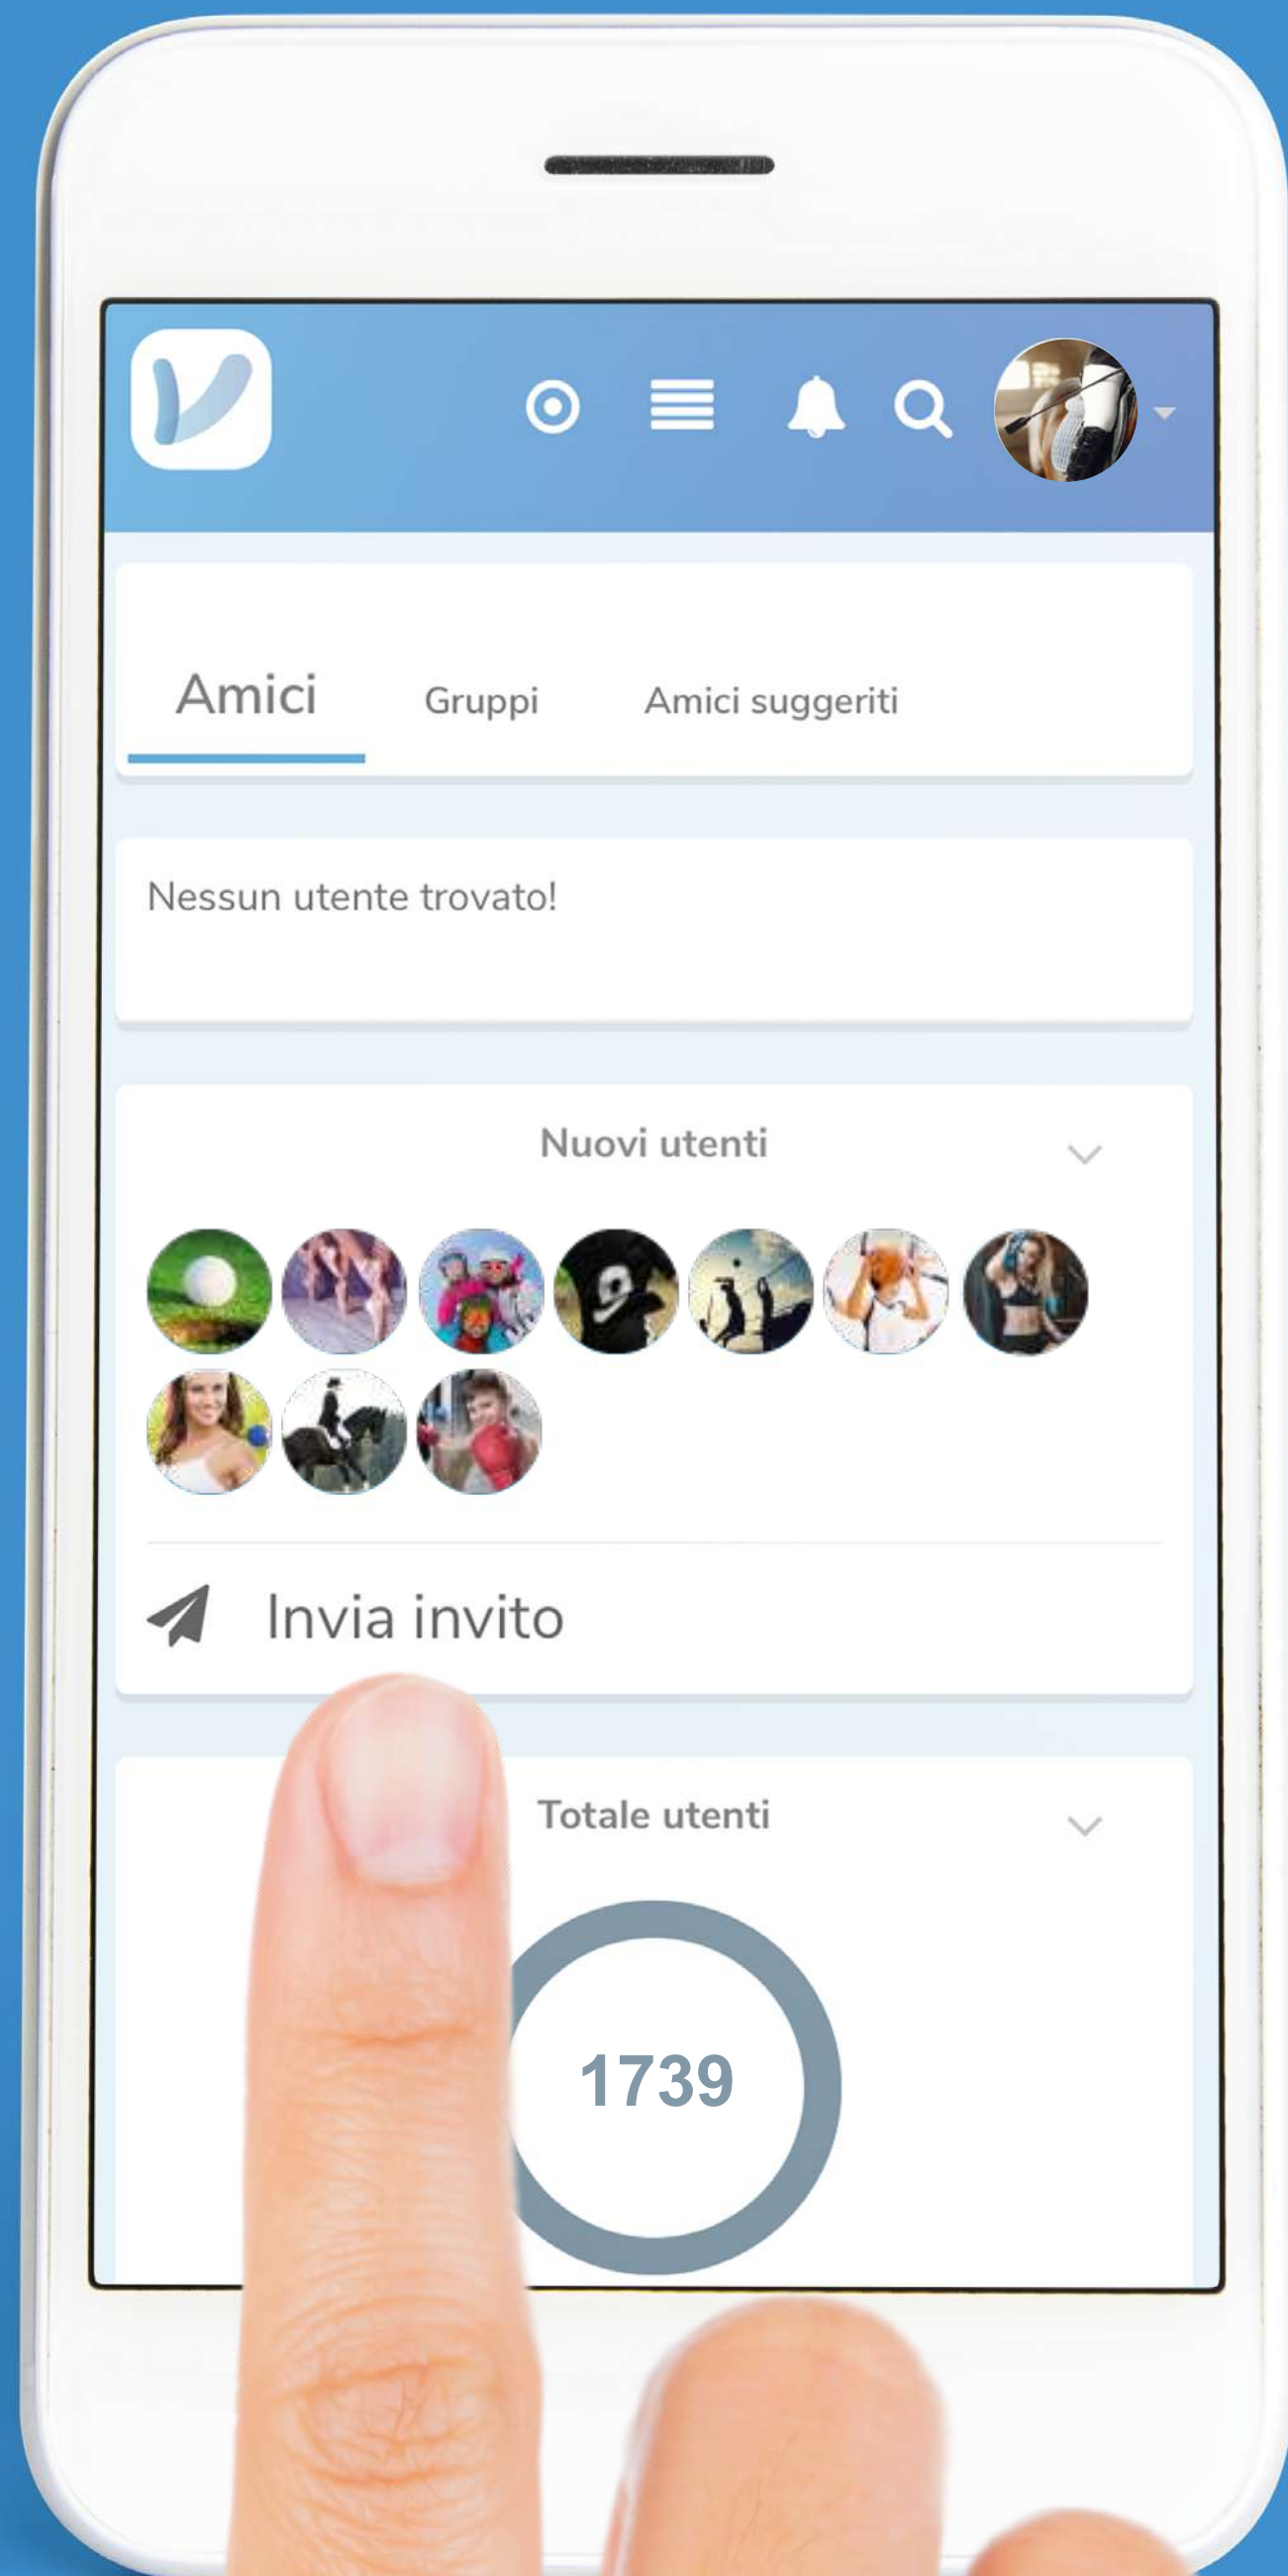 Amici Gruppi Amici suggeriti
Nessun utente trovato!
Nuovi utenti
Invia invito
Totale utenti
1739